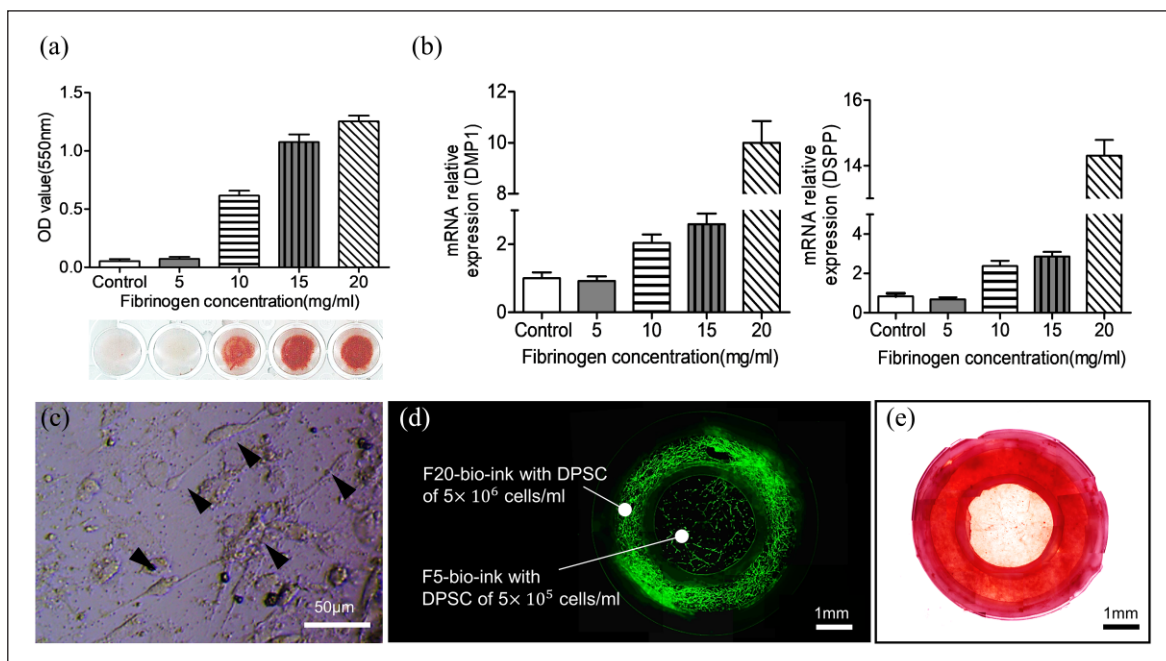 (a)
1.5
1.0
0.5
0.0
OD value(550nm)
Control 5 10 15 20
Fibrinogen concentration(mg/ml)
(b)
12
10
8
2
0
mRNA relative
expression (DMP1)
Control 5 10 15 20
Fibrinogen concentration(mg/ml)
16
14
4
2
0
mRNA relative
expression (DSPP)
Control 5 10 15 20
Fibrinogen concentration(mg/ml)
(c)
50μm
(d)
F20-bio-ink with DPSC
of 5× 10⁶ cells/ml
F5-bio-ink with
DPSC of 5× 10⁵ cells/ml
1mm
(e)
1mm